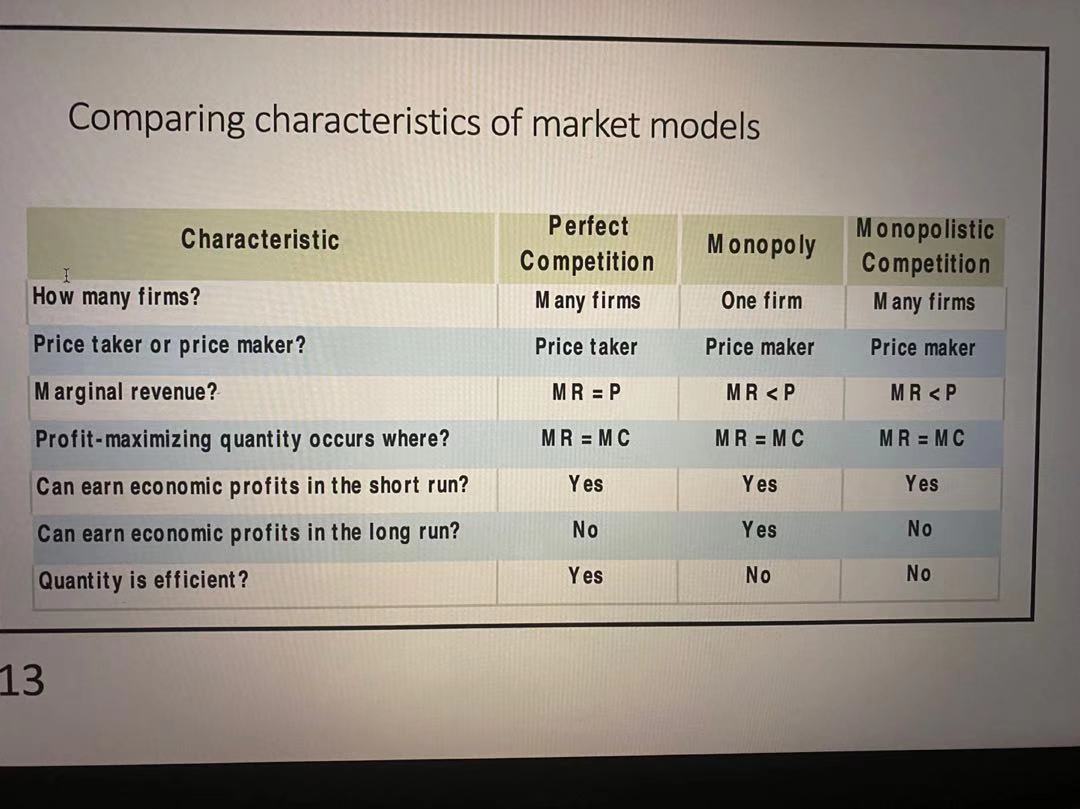 Comparing characteristics of market models
Characteristic
Perfect
Competition
Monopoly
Monopolistic
Competition
How many firms?
Many firms
One firm
Many firms
Price taker or price maker?
Price taker
Price maker
Price maker
Marginal revenue?
MR = P
MR < P
MR < P
Profit-maximizing quantity occurs where?
MR = MC
MR = MC
MR = MC
Can earn economic profits in the short run?
Yes
Yes
Yes
Can earn economic profits in the long run?
No
Yes
No
Quantity is efficient?
Yes
No
No
13